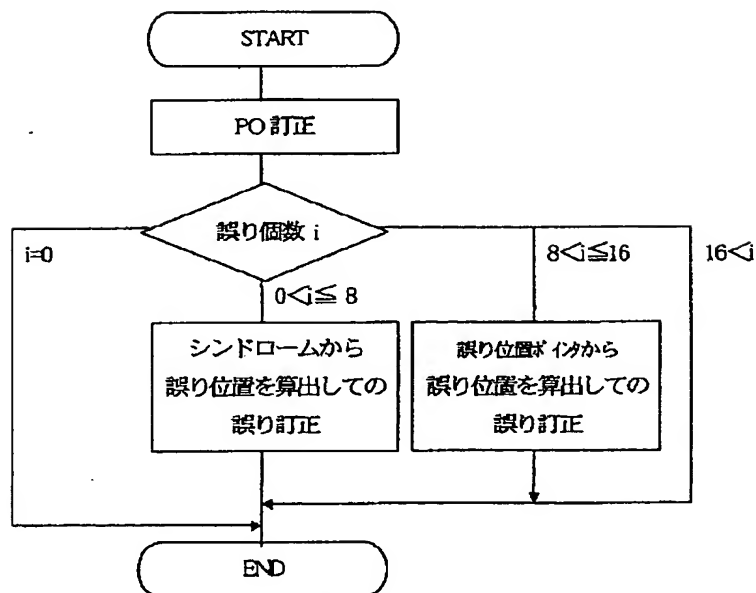 START
PO 訂正
誤り個数 i
i=0
8<i≦16
16<i
0<i≦ 8
シンドロームから
誤り位置を算出しての
誤り訂正
誤り位置ポインタから
誤り位置を算出しての
誤り訂正
END